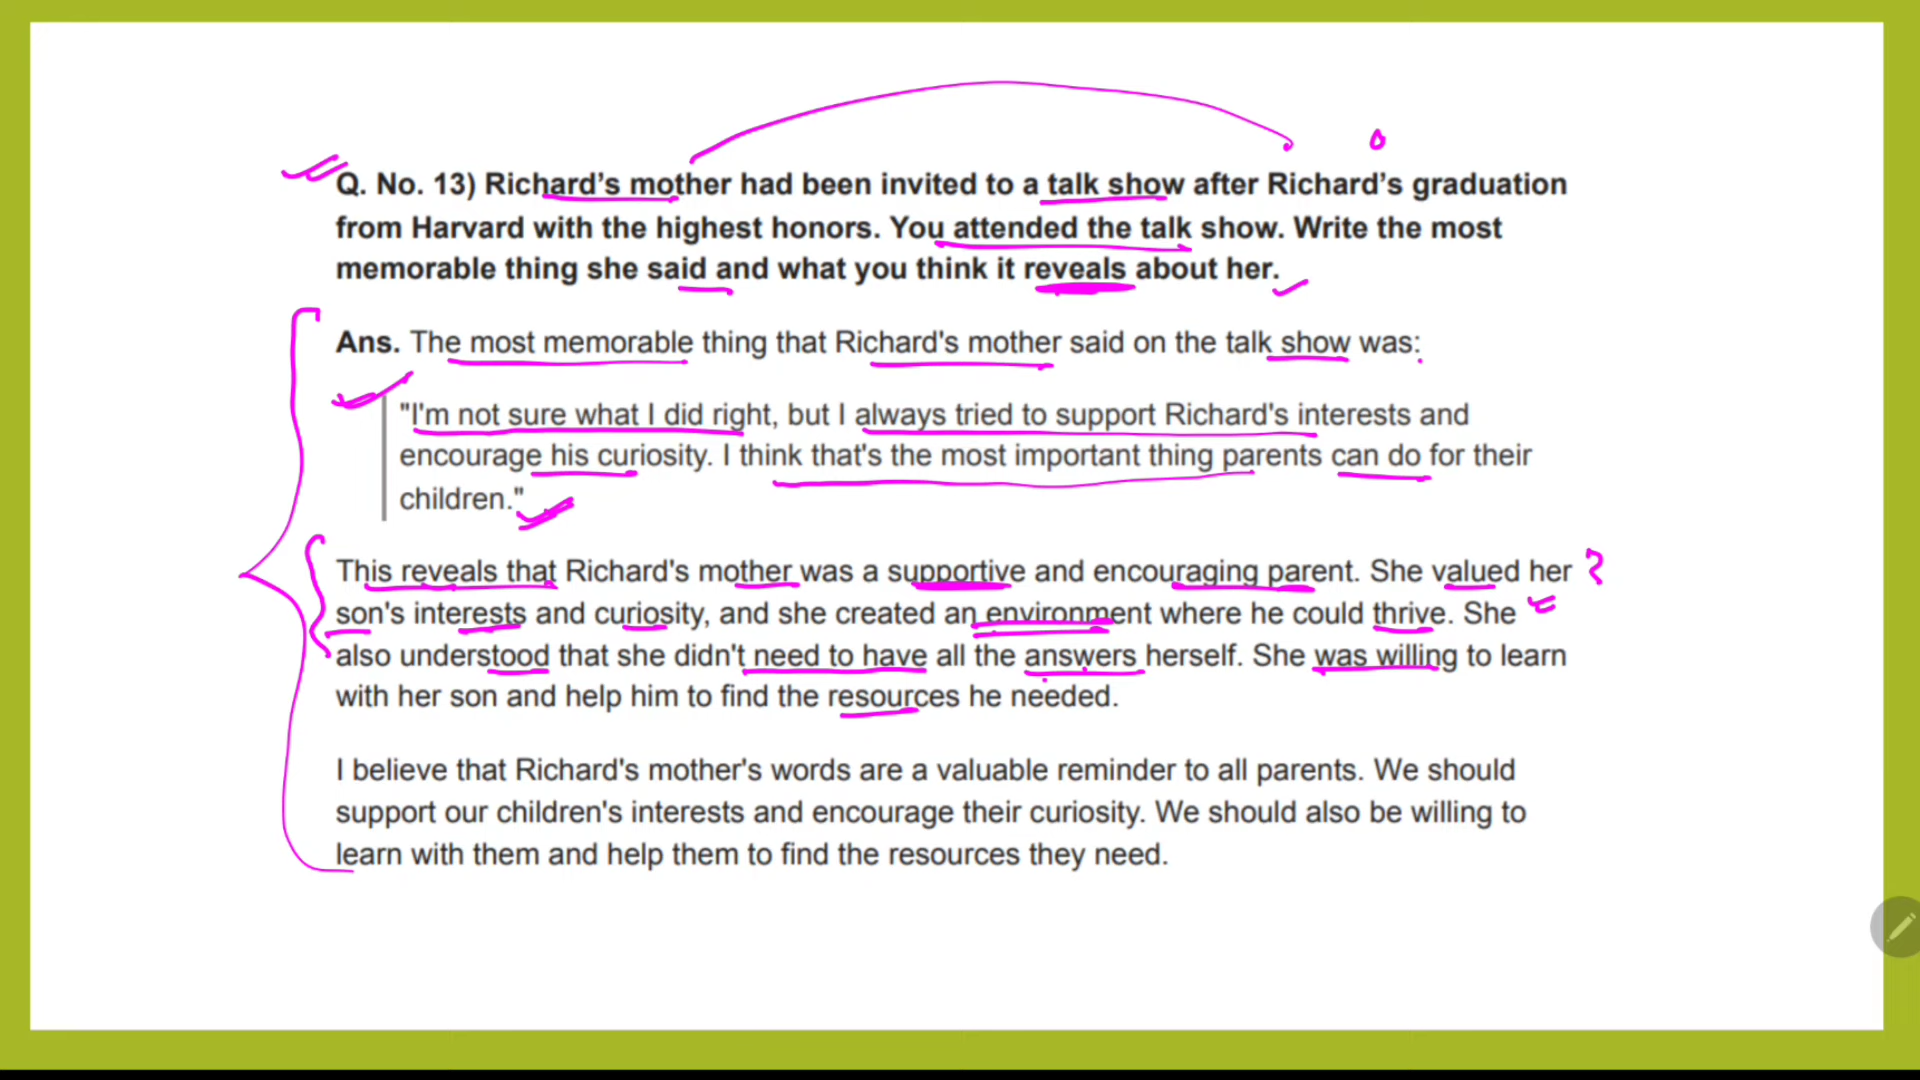 Q. No. 13) Richard's mother had been invited to a talk show after Richard's graduation
from Harvard with the highest honors. You attended the talk show. Write the most
memorable thing she said and what you think it reveals about her.
Ans. The most memorable thing that Richard's mother said on the talk show was:
"I'm not sure what I did right, but I always tried to support Richard's interests and
encourage his curiosity. I think that's the most important thing parents can do for their
children."
This reveals that Richard's mother was a supportive and encouraging parent. She valued her
son's interests and curiosity, and she created an environment where he could thrive. She
also understood that she didn't need to have all the answers herself. She was willing to learn
with her son and help him to find the resources he needed.
I believe that Richard's mother's words are a valuable reminder to all parents. We should
support our children's interests and encourage their curiosity. We should also be willing to
learn with them and help them to find the resources they need.